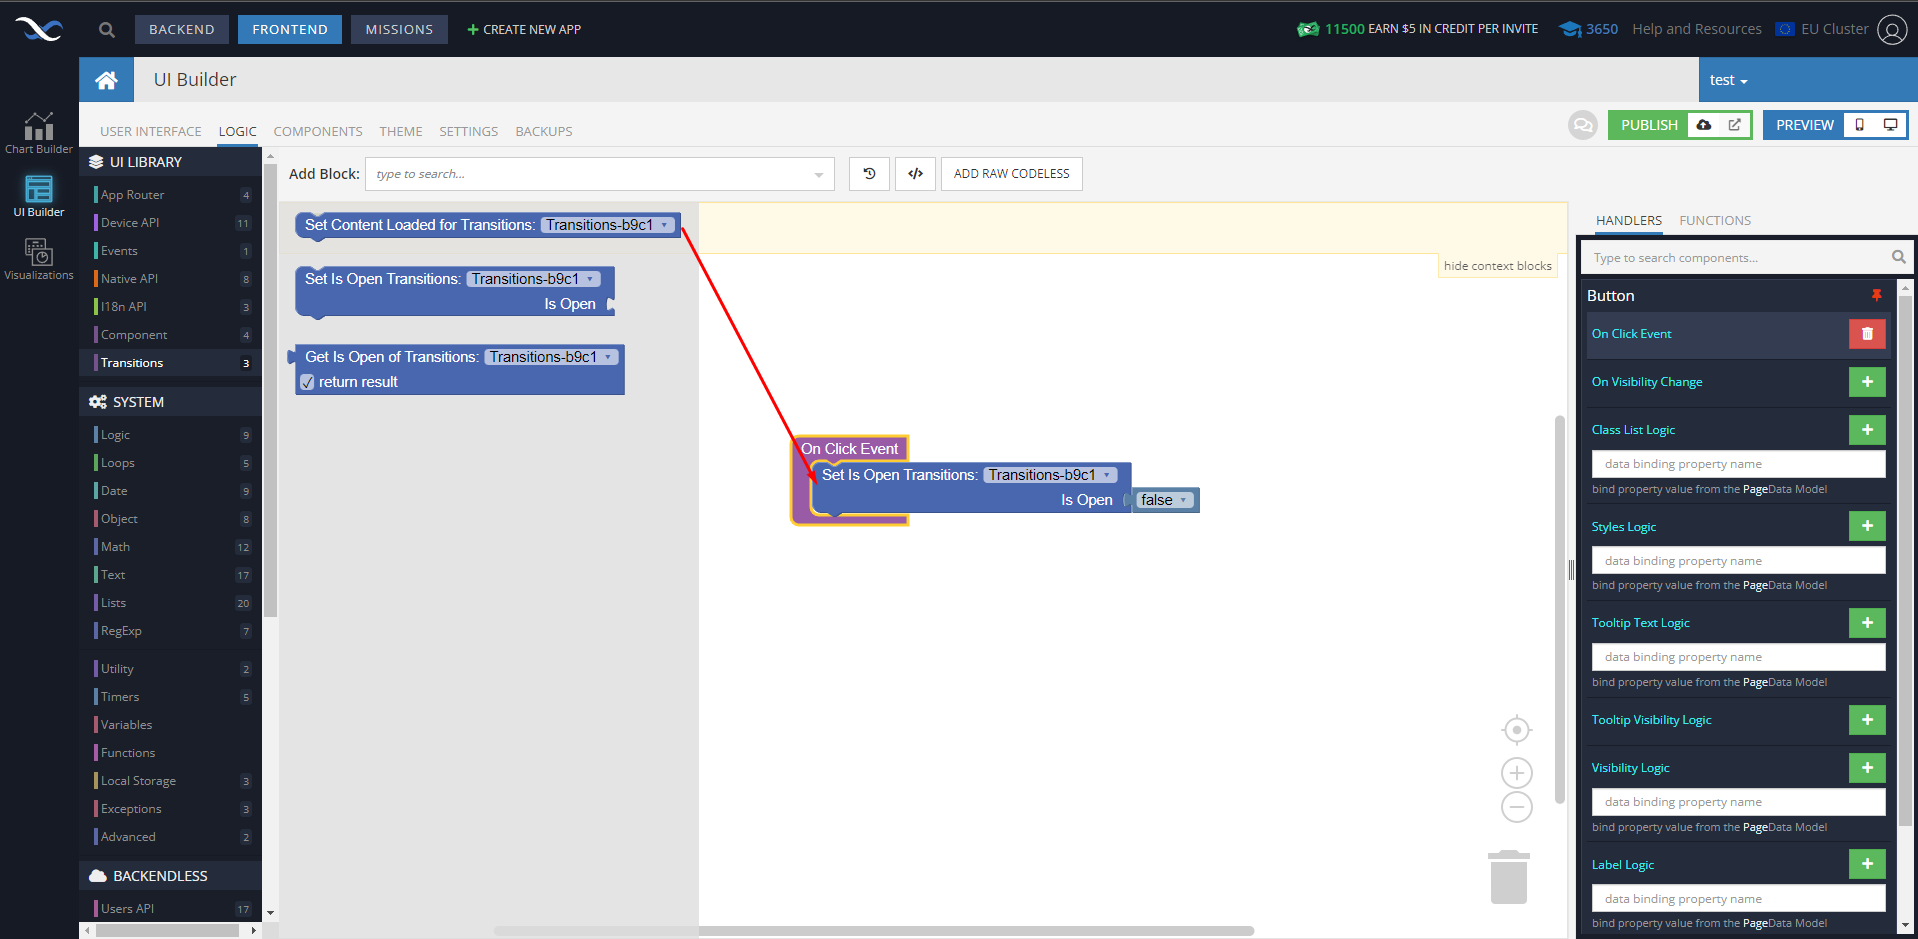 BACKEND
FRONTEND
MISSIONS
CREATE NEW APP
11500 EARN $5 IN CREDIT PER INVITE
3650
Help and Resources
EU Cluster
UI Builder
test
Chart Builder
UI Builder
Visualizations
USER INTERFACE
LOGIC
COMPONENTS
THEME
SETTINGS
BACKUPS
PUBLISH
PREVIEW
UI LIBRARY
App Router 4
Device API 11
Events 1
Native API 8
I18n API 3
Component 4
Transitions 3
SYSTEM
Logic 9
Loops 5
Date 9
Object 8
Math 12
Text 17
Lists 20
RegExp 7
Utility 2
Timers 5
Variables
Functions
Local Storage 3
Exceptions 3
Advanced 2
BACKENDLESS
Users API 17
Add Block:
type to search...
ADD RAW CODELESS
Set Content Loaded for Transitions: Transitions-b9c1
Set Is Open Transitions: Transitions-b9c1
Is Open
Get Is Open of Transitions: Transitions-b9c1
return result
hide context blocks
On Click Event
Set Is Open Transitions: Transitions-b9c1
Is Open false
HANDLERS
FUNCTIONS
Type to search components...
Button
On Click Event
On Visibility Change
Class List Logic
data binding property name
bind property value from the PageData Model
Styles Logic
data binding property name
bind property value from the PageData Model
Tooltip Text Logic
data binding property name
bind property value from the PageData Model
Tooltip Visibility Logic
Visibility Logic
data binding property name
bind property value from the PageData Model
Label Logic
data binding property name
bind property value from the PageData Model